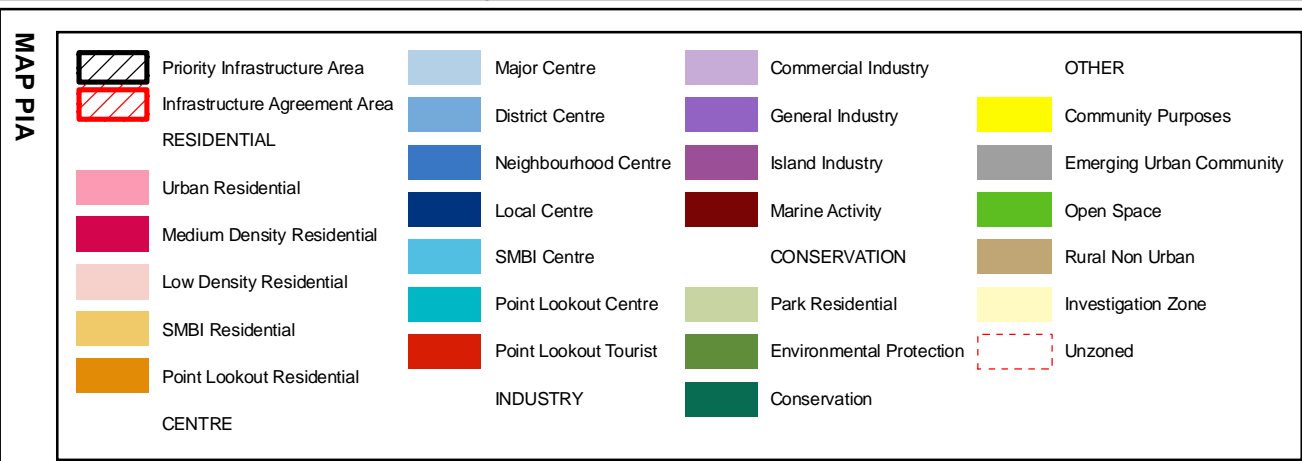 MAP PIA
Priority Infrastructure Area
Infrastructure Agreement Area
RESIDENTIAL
Urban Residential
Medium Density Residential
Low Density Residential
SMBI Residential
Point Lookout Residential
CENTRE
Major Centre
District Centre
Neighbourhood Centre
Local Centre
SMBI Centre
Point Lookout Centre
Point Lookout Tourist
INDUSTRY
Commercial Industry
General Industry
Island Industry
Marine Activity
CONSERVATION
Park Residential
Environmental Protection
Conservation
OTHER
Community Purposes
Emerging Urban Community
Open Space
Rural Non Urban
Investigation Zone
Unzoned